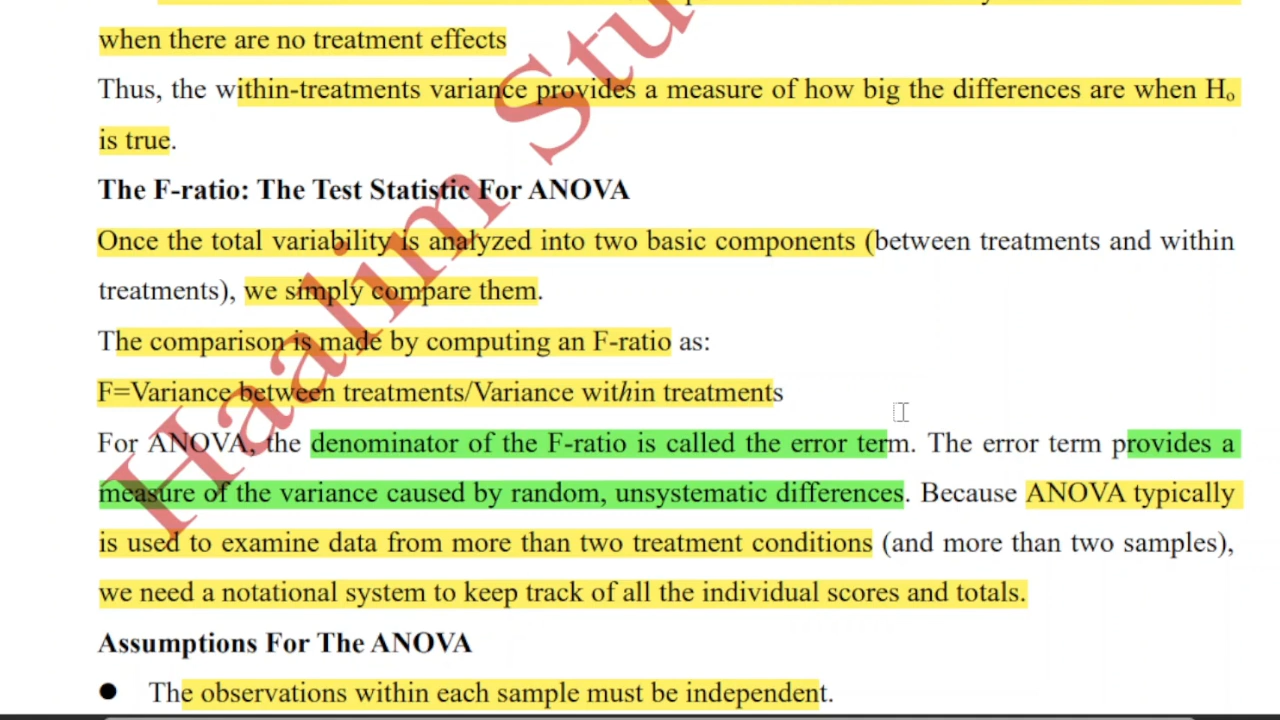 when there are no treatment effects
Thus, the within-treatments variance provides a measure of how big the differences are when Hₒ
is true.
The F-ratio: The Test Statistic For ANOVA
Once the total variability is analyzed into two basic components (between treatments and within
treatments), we simply compare them.
The comparison is made by computing an F-ratio as:
F=Variance between treatments/Variance within treatments
For ANOVA, the denominator of the F-ratio is called the error term. The error term provides a
measure of the variance caused by random, unsystematic differences. Because ANOVA typically
is used to examine data from more than two treatment conditions (and more than two samples),
we need a notational system to keep track of all the individual scores and totals.
Assumptions For The ANOVA
● The observations within each sample must be independent.
Haalim Stu